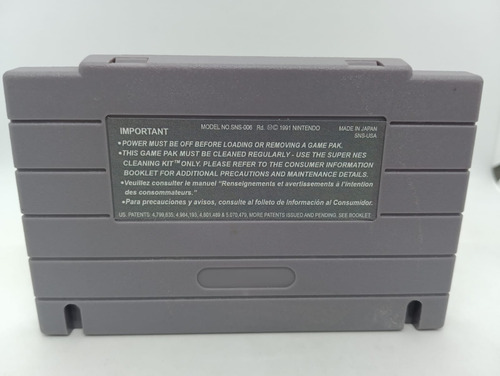 IMPORTANT MODEL NO.SNS-006 Rd. Ⓜ© 1991 NINTENDO MADE IN JAPAN
SNS-USA
•POWER MUST BE OFF BEFORE LOADING OR REMOVING A GAME PAK.
•THIS GAME PAK MUST BE CLEANED REGULARLY - USE THE SUPER NES
CLEANING KIT™ ONLY. PLEASE REFER TO THE CONSUMER INFORMATION
BOOKLET FOR ADDITIONAL PRECAUTIONS AND MAINTENANCE DETAILS.
•Veuillez consulter le manuel "Renseignements et avertissements à l'intention
des consommateurs."
•Para precauciones y avisos, consulte al folleto de Información al Consumidor.
US. PATENTS: 4,799,635, 4,984,193, 4,601,489 & 5,070,479, MORE PATENTS ISSUED AND PENDING, SEE BOOKLET.